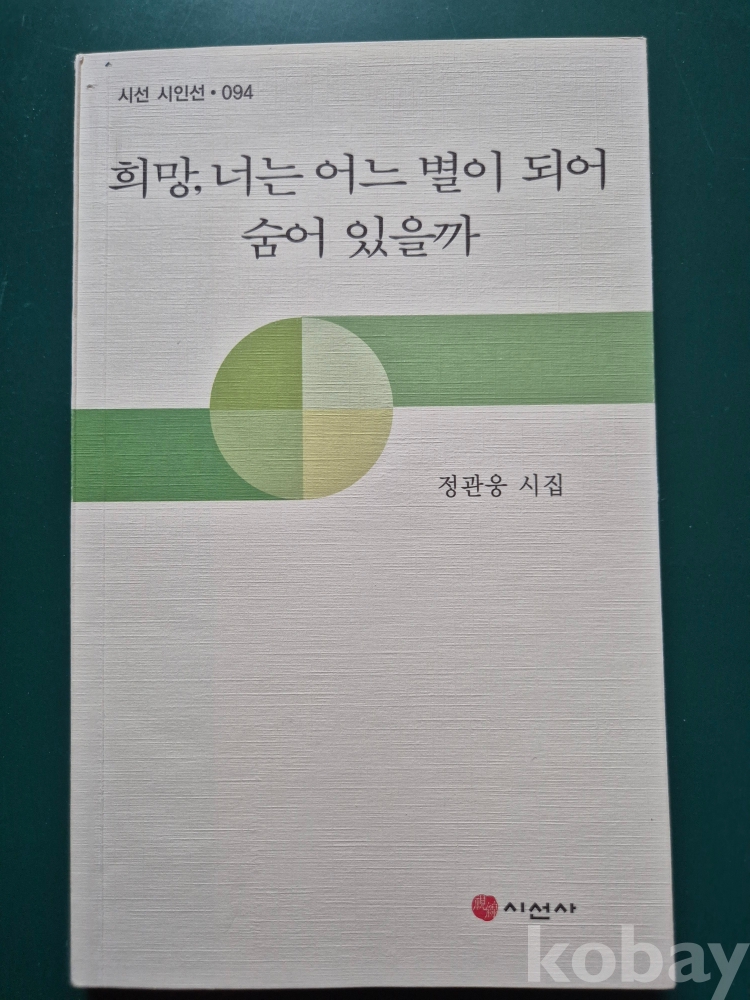 시선 시인선 • 094
희망, 너는 어느 별이 되어
숨어 있을까
정관웅 시집
시선사
kobay